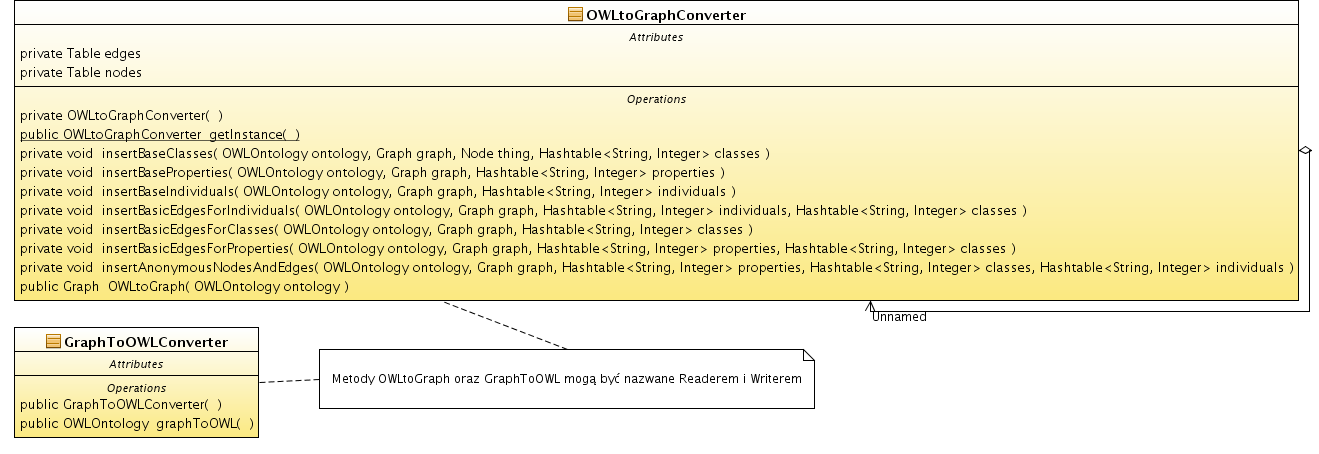 OWLtoGraphConverter
Attributes
private Table edges
private Table nodes
Operations
private OWLtoGraphConverter( )
public OWLtoGraphConverter getInstance( )
private void insertBaseClasses( OWLOntology ontology, Graph graph, Node thing, Hashtable<String, Integer> classes )
private void insertBaseProperties( OWLOntology ontology, Graph graph, Hashtable<String, Integer> properties )
private void insertBaseIndividuals( OWLOntology ontology, Graph graph, Hashtable<String, Integer> individuals )
private void insertBasicEdgesForIndividuals( OWLOntology ontology, Graph graph, Hashtable<String, Integer> individuals, Hashtable<String, Integer> classes )
private void insertBasicEdgesForClasses( OWLOntology ontology, Graph graph, Hashtable<String, Integer> classes )
private void insertBasicEdgesForProperties( OWLOntology ontology, Graph graph, Hashtable<String, Integer> properties, Hashtable<String, Integer> classes )
private void insertAnonymousNodesAndEdges( OWLOntology ontology, Graph graph, Hashtable<String, Integer> properties, Hashtable<String, Integer> classes, Hashtable<String, Integer> individuals )
public Graph OWLtoGraph( OWLOntology ontology )
Unnamed
GraphToOWLConverter
Attributes
Operations
public GraphToOWLConverter( )
public OWLOntology graphToOWL( )
Metody OWLtoGraph oraz GraphToOWL mogą być nazwane Readerem i Writerem